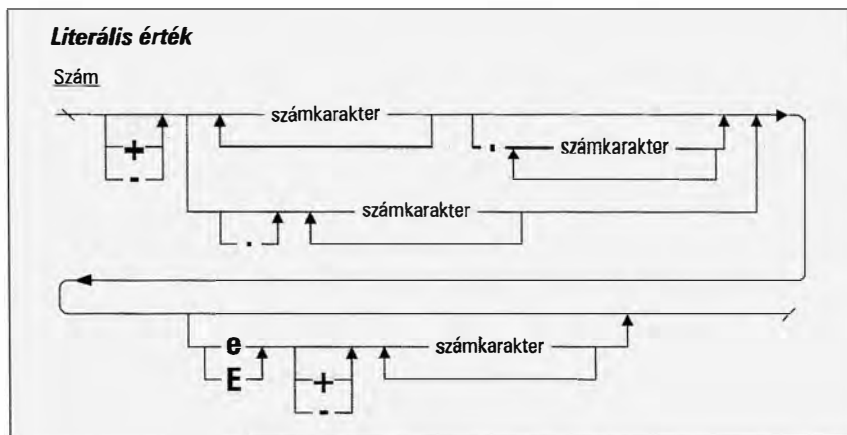 Literális érték
Szám
számkarakter
+
-
. számkarakter
. számkarakter
e számkarakter
E +
-